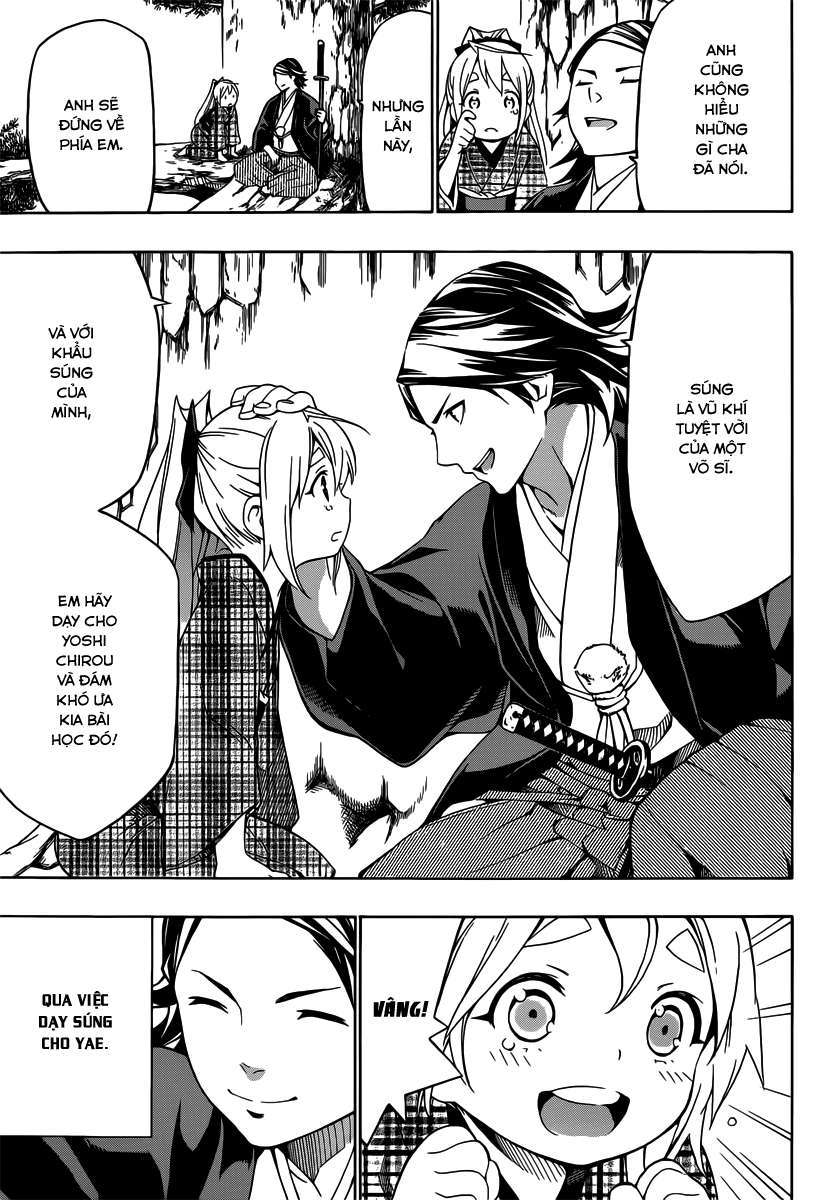 ANH
CŨNG
KHÔNG
HIỂU
NHỮNG
GÌ CHA
ĐÃ NÓI.
NHƯNG
LẦN
NÀY,
ANH SẼ
ĐỨNG VỀ
PHÍA EM.
SÚNG
LÀ VŨ KHÍ
TUYỆT VỜI
CỦA MỘT
VÕ SĨ.
VÀ VỚI
KHẨU
SÚNG
CỦA
MÌNH,
EM HÃY
DẠY CHO
YOSHI
CHIROU
VÀ ĐÁM
KHÓ ƯA
KIA BÀI
HỌC ĐÓ!
VÂNG!
QUA VIỆC
DẠY SÚNG
CHO YAE.